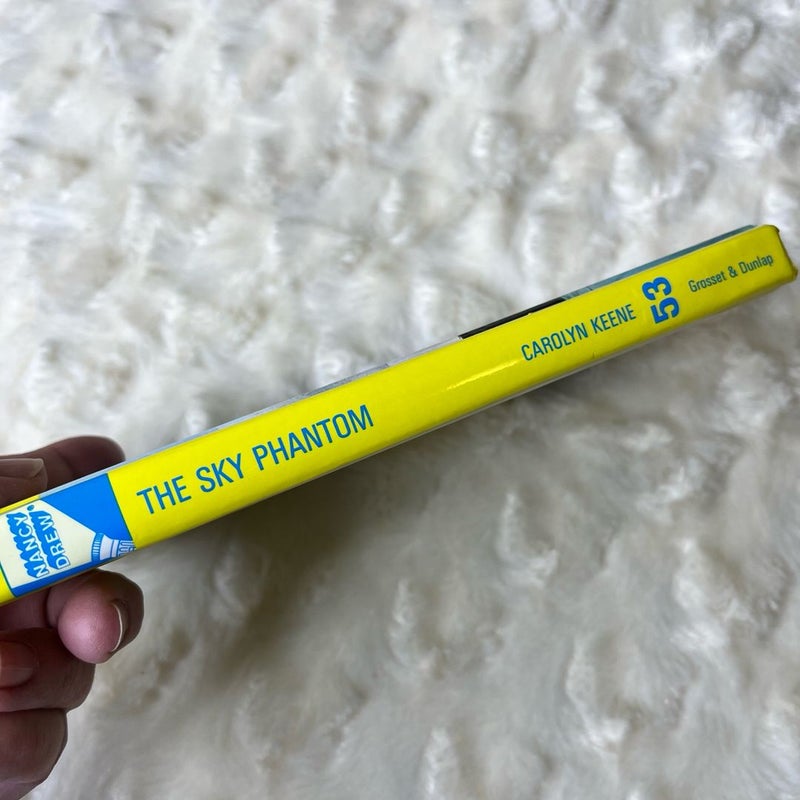 NANCY
DREW®
THE SKY PHANTOM
CAROLYN KEENE
53
Grosset & Dunlap